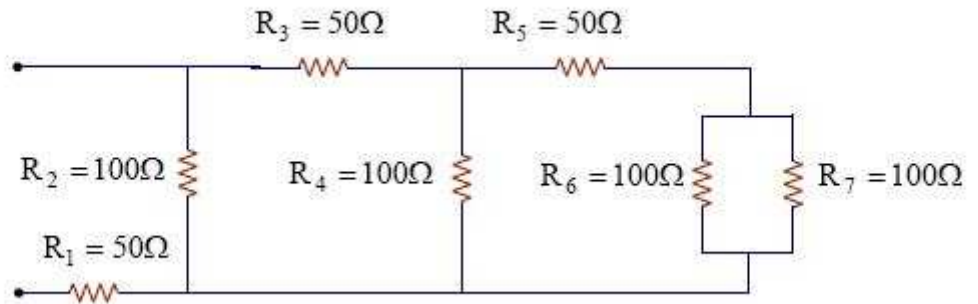 R₃ = 50Ω
R₅ = 50Ω
R₂ = 100Ω
R₄ = 100Ω
R₆ = 100Ω
R₇ = 100Ω
R₁ = 50Ω